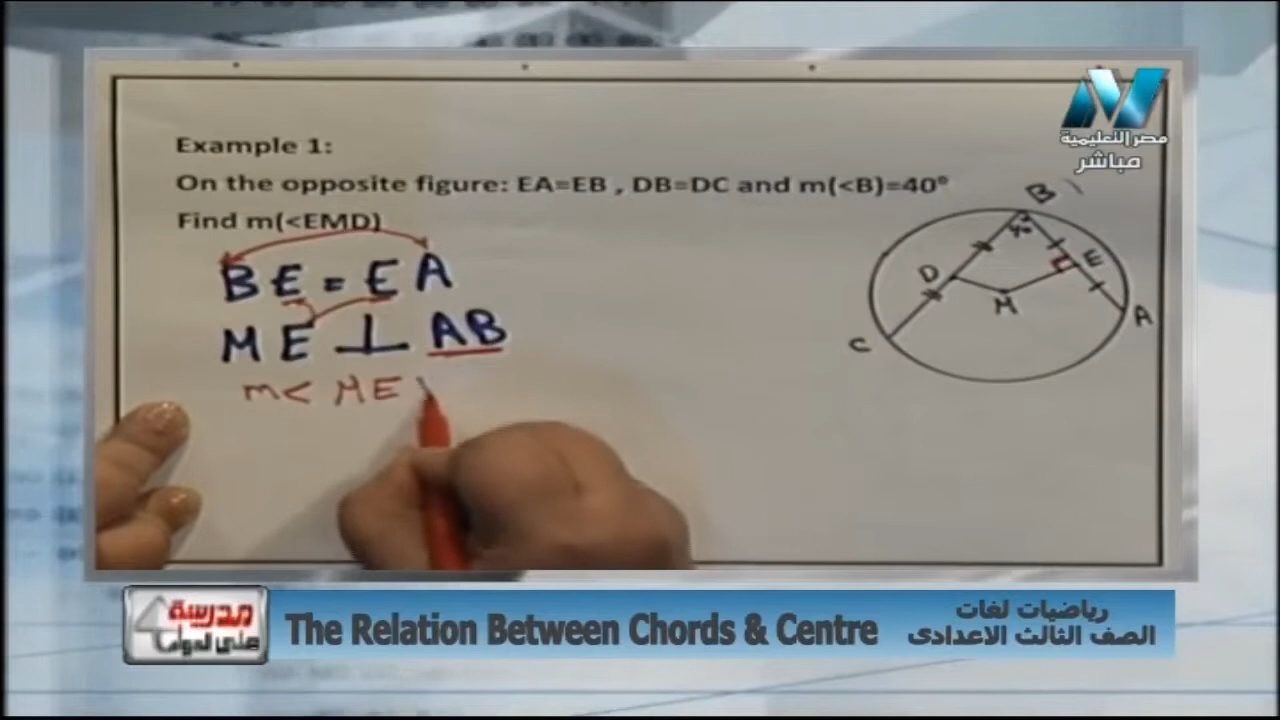 مصر التعليمية
مباشر
Example 1:
On the opposite figure: EA=EB , DB=DC and m(<B)=40°
Find m(<EMD)
BE = EA
ME ⊥ AB
m< ME
B
D
E
M
A
C
مدرسة
على الهواء
The Relation Between Chords & Centre
رياضيات لغات
الصف الثالث الاعدادى